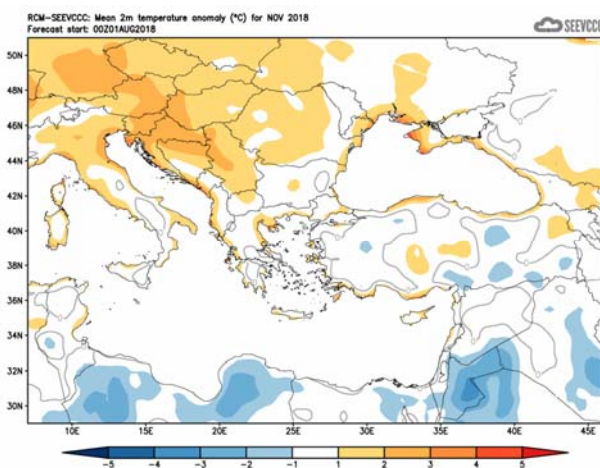 RCM-SEEVCCC: Mean 2m temperature anomaly (°C) for NOV 2018
Forecast start: 00Z01AUG2018
SEEVCCC
50N
48N
46N
44N
42N
40N
38N
36N
34N
32N
30N
10E 15E 20E 25E 30E 35E 40E 45E
-5 -4 -3 -2 -1 1 2 3 4 5